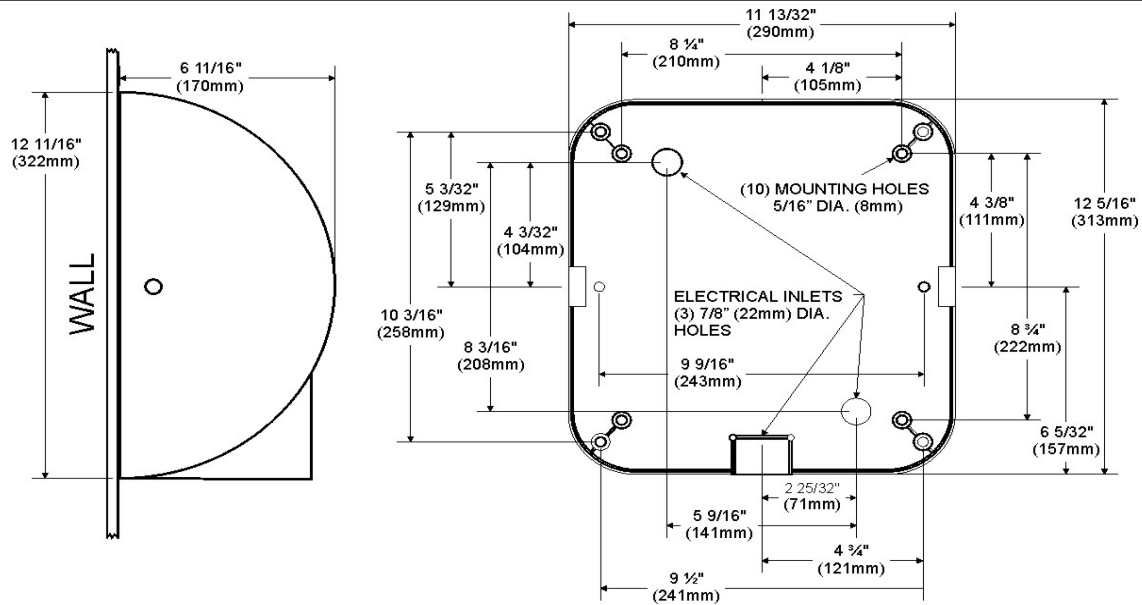 11 13/32"
(290mm)
8 ¼"
(210mm)
4 1/8"
(105mm)
6 11/16"
(170mm)
12 11/16"
(322mm)
WALL
5 3/32"
(129mm)
4 3/32"
(104mm)
10 3/16"
(258mm)
8 3/16"
(208mm)
(10) MOUNTING HOLES
5/16" DIA. (8mm)
4 3/8"
(111mm)
12 5/16"
(313mm)
ELECTRICAL INLETS
(3) 7/8" (22mm) DIA.
HOLES
9 9/16"
(243mm)
8 ¾"
(222mm)
6 5/32"
(157mm)
2 25/32"
(71mm)
5 9/16"
(141mm)
4 ¾"
(121mm)
9 ½"
(241mm)